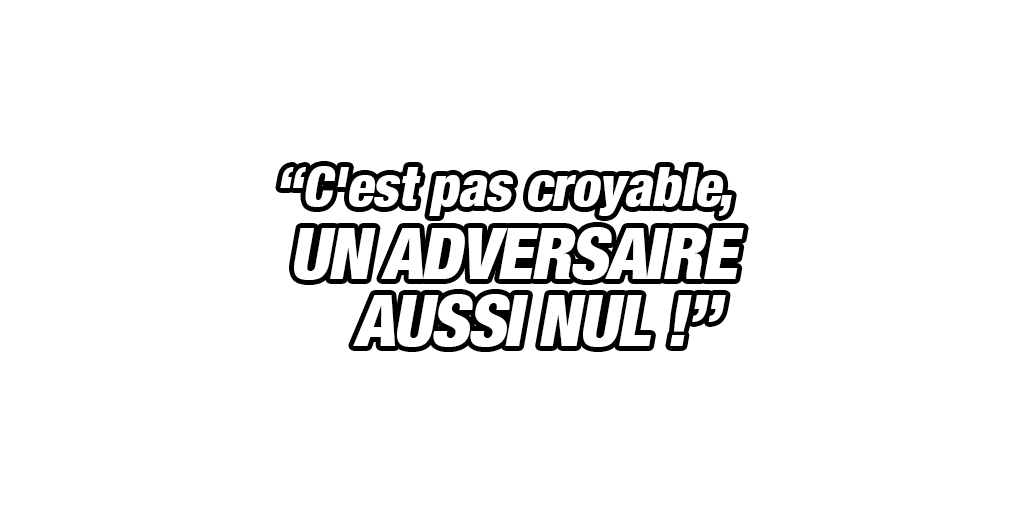 “C'est pas croyable,
UN ADVERSAIRE
AUSSI NUL !”